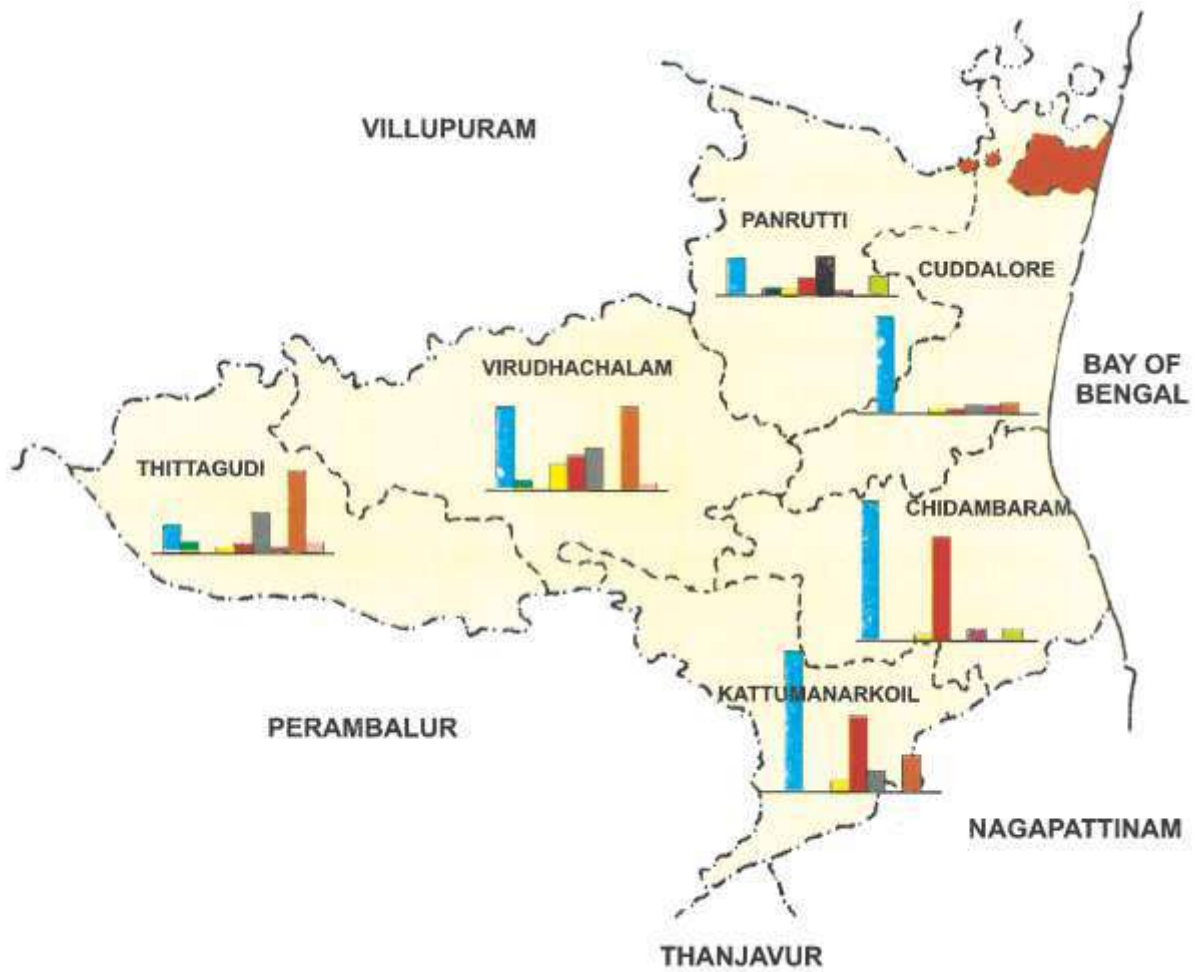 VILLUPURAM
PANRUTTI
CUDDALORE
VIRUDHACHALAM
BAY OF
BENGAL
THITTAGUDI
CHIDAMBARAM
KATTUMANARKOIL
PERAMBALUR
NAGAPATTINAM
THANJAVUR